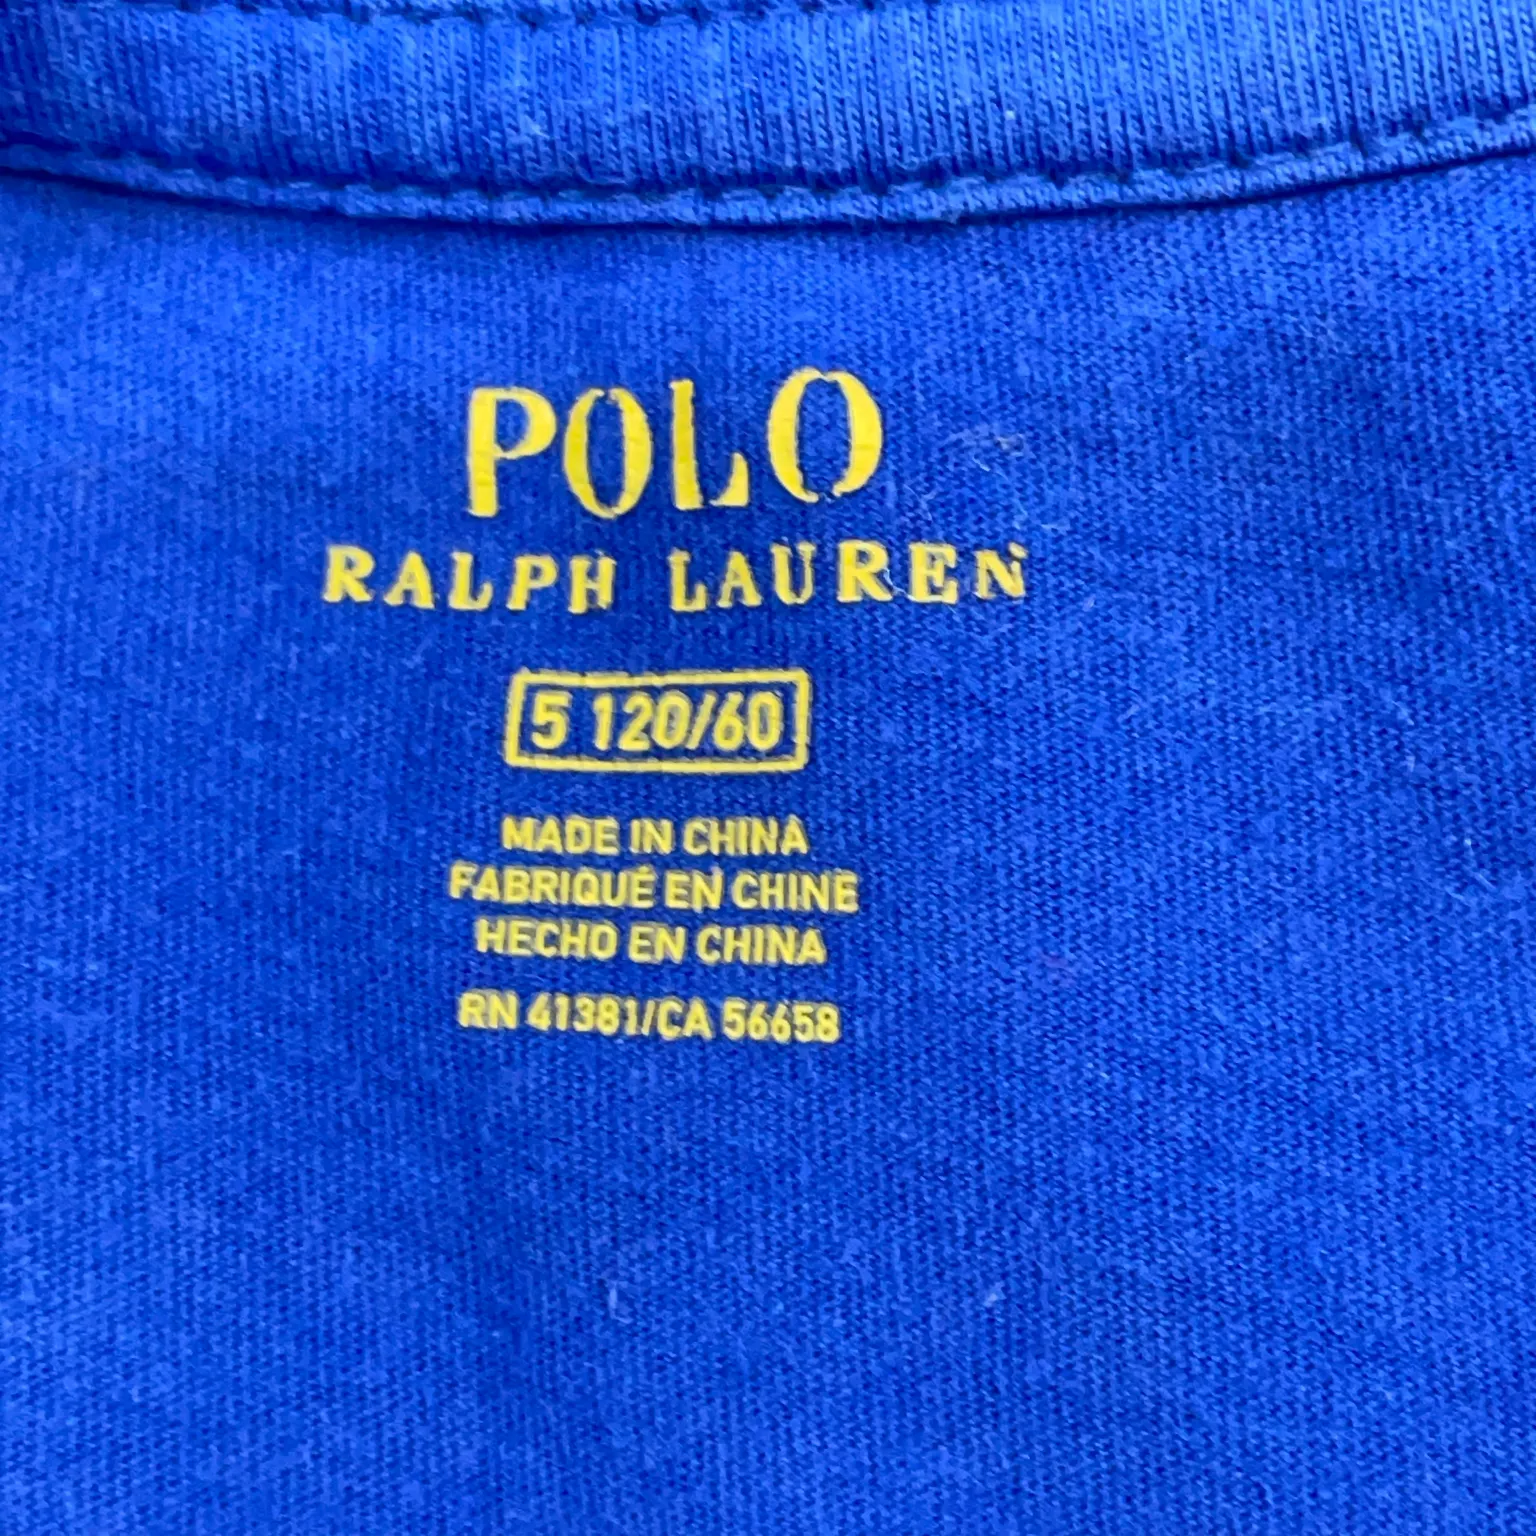 POLO
RALPH LAUREN
5 120/60
MADE IN CHINA
FABRIQUÉ EN CHINE
HECHO EN CHINA
RN 41381/CA 56658